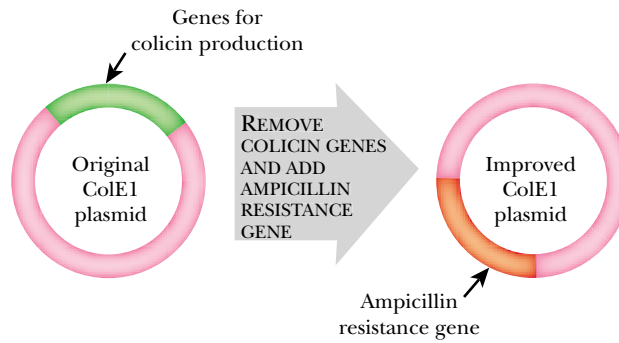 Genes for
colicin production
Original
ColE1
plasmid
REMOVE
COLICIN GENES
AND ADD
AMPICILLIN
RESISTANCE
GENE
Improved
ColE1
plasmid
Ampicillin
resistance gene